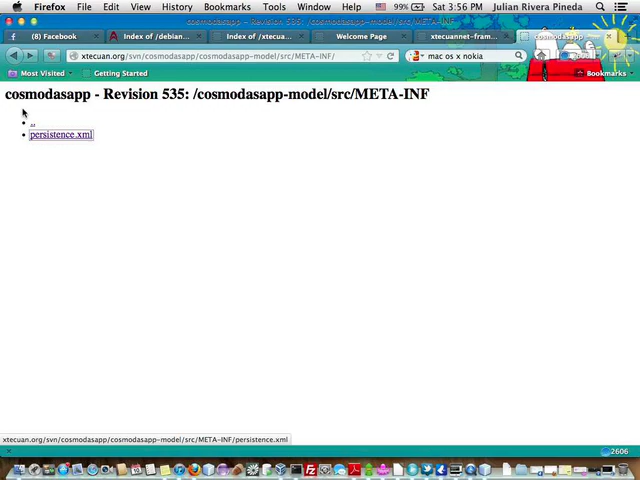 Firefox File Edit View History Bookmarks Tools Window Help 99% Sat 3:56 PM Julian Rivera Pineda
cosmodasapp - Revision 535: /cosmodasapp-model/src/META-INF
(8) Facebook Index of /debian... Index of /xtecua... Welcome Page xtecuannet-fram... cosmodasapp - ...
xtecuan.org/svn/cosmodasapp/cosmodasapp-model/src/META-INF/ mac os x nokia
Most Visited Getting Started Bookmarks
cosmodasapp - Revision 535: /cosmodasapp-model/src/META-INF
..
persistence.xml
xtecuan.org/svn/cosmodasapp/cosmodasapp-model/src/META-INF/persistence.xml
2606